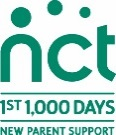 nct
1ST 1,000 DAYS
NEW PARENT SUPPORT